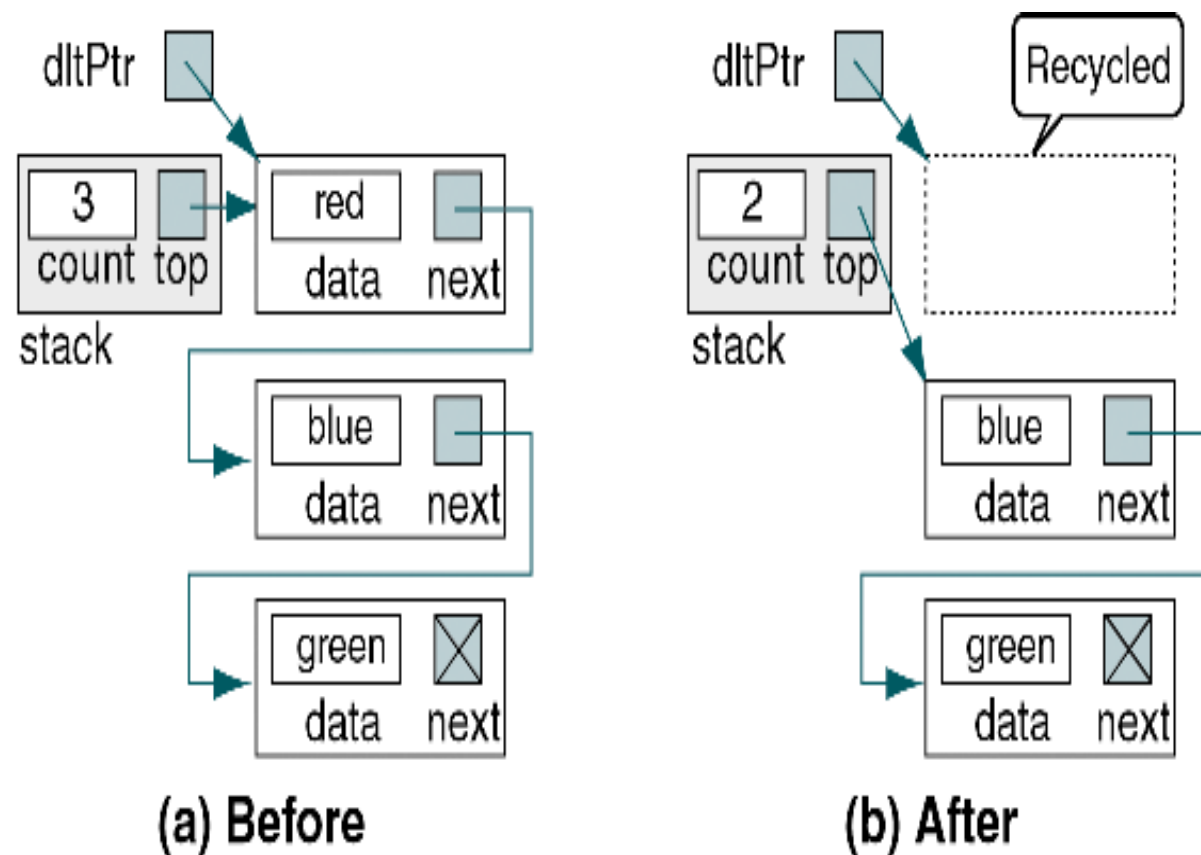 dltPtr
3
count top
stack
red
data next
blue
data next
green
data next
(a) Before
dltPtr
Recycled
2
count top
stack
blue
data next
green
data next
(b) After